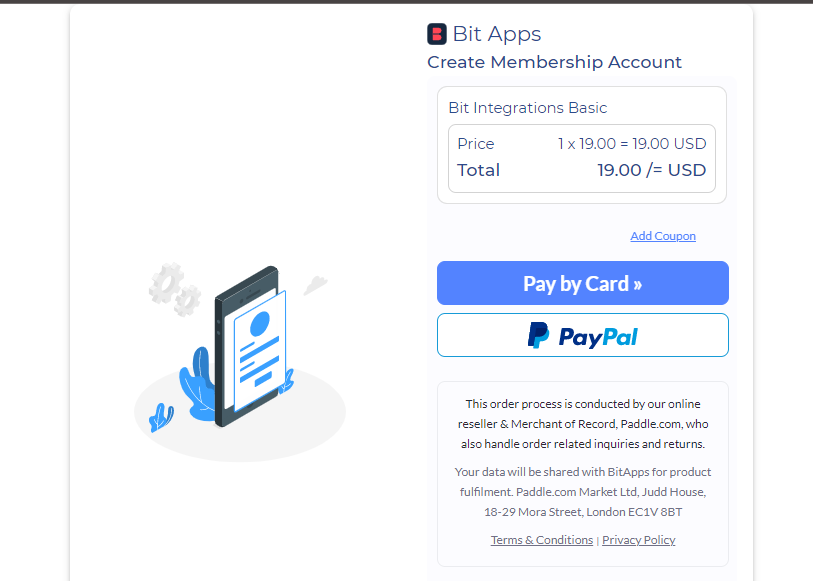 Bit Apps
Create Membership Account
Bit Integrations Basic
Price 1 x 19.00 = 19.00 USD
Total 19.00 /= USD
Add Coupon
Pay by Card »
PayPal
This order process is conducted by our online
reseller & Merchant of Record, Paddle.com, who
also handle order related inquiries and returns.
Your data will be shared with BitApps for product
fulfilment. Paddle.com Market Ltd, Judd House,
18-29 Mora Street, London EC1V 8BT
Terms & Conditions | Privacy Policy